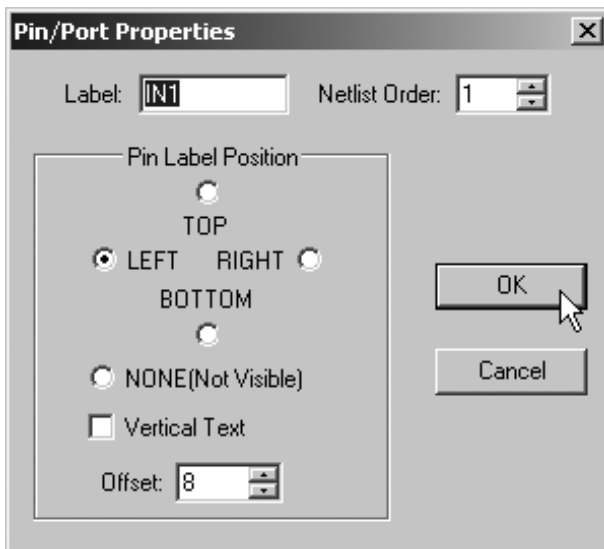 Pin/Port Properties
Label: IN1 Netlist Order: 1
Pin Label Position
TOP
LEFT RIGHT
BOTTOM
NONE(Not Visible)
Vertical Text
Offset: 8
OK
Cancel